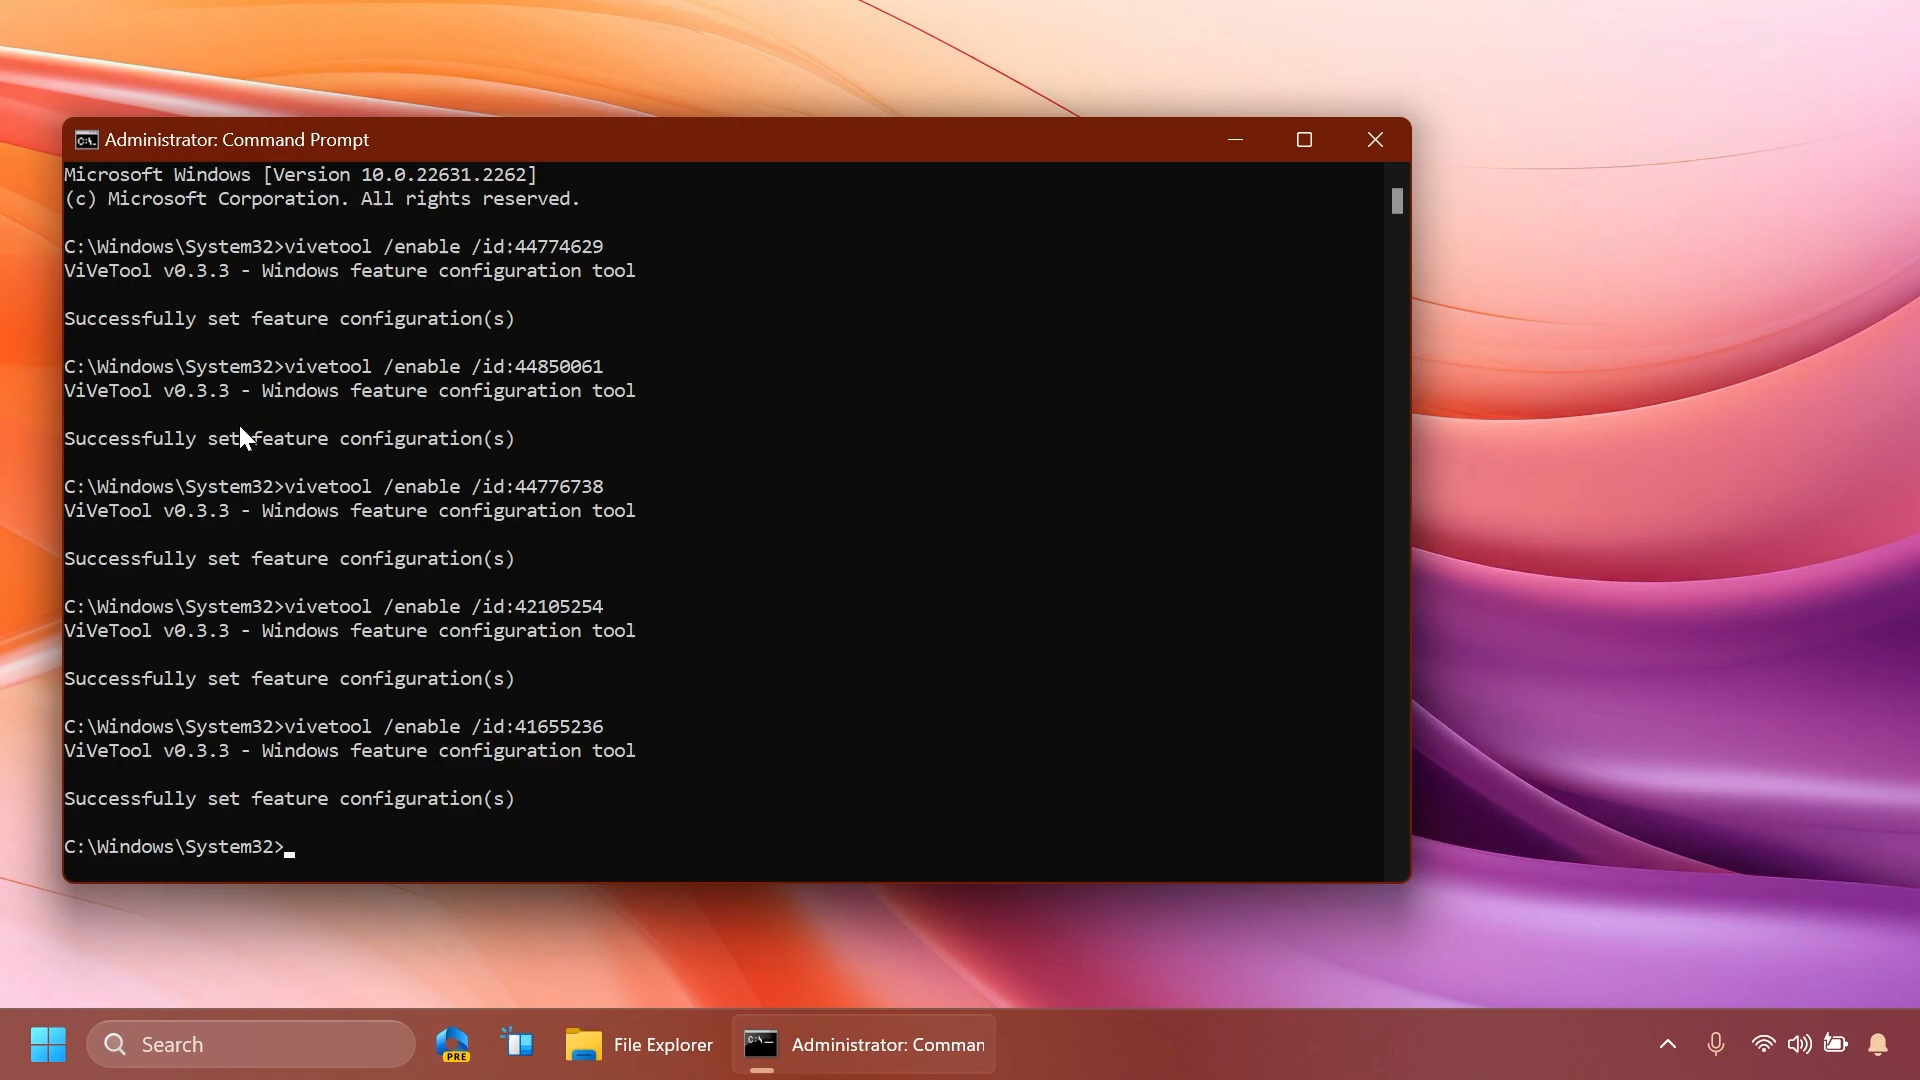 Administrator: Command Prompt
Microsoft Windows [Version 10.0.22631.2262]
(c) Microsoft Corporation. All rights reserved.
C:\Windows\System32>vivetool /enable /id:44774629
ViVeTool v0.3.3 - Windows feature configuration tool
Successfully set feature configuration(s)
C:\Windows\System32>vivetool /enable /id:44850061
ViVeTool v0.3.3 - Windows feature configuration tool
Successfully set feature configuration(s)
C:\Windows\System32>vivetool /enable /id:44776738
ViVeTool v0.3.3 - Windows feature configuration tool
Successfully set feature configuration(s)
C:\Windows\System32>vivetool /enable /id:42105254
ViVeTool v0.3.3 - Windows feature configuration tool
Successfully set feature configuration(s)
C:\Windows\System32>vivetool /enable /id:41655236
ViVeTool v0.3.3 - Windows feature configuration tool
Successfully set feature configuration(s)
C:\Windows\System32>
Search
PRE
File Explorer
Administrator: Comman